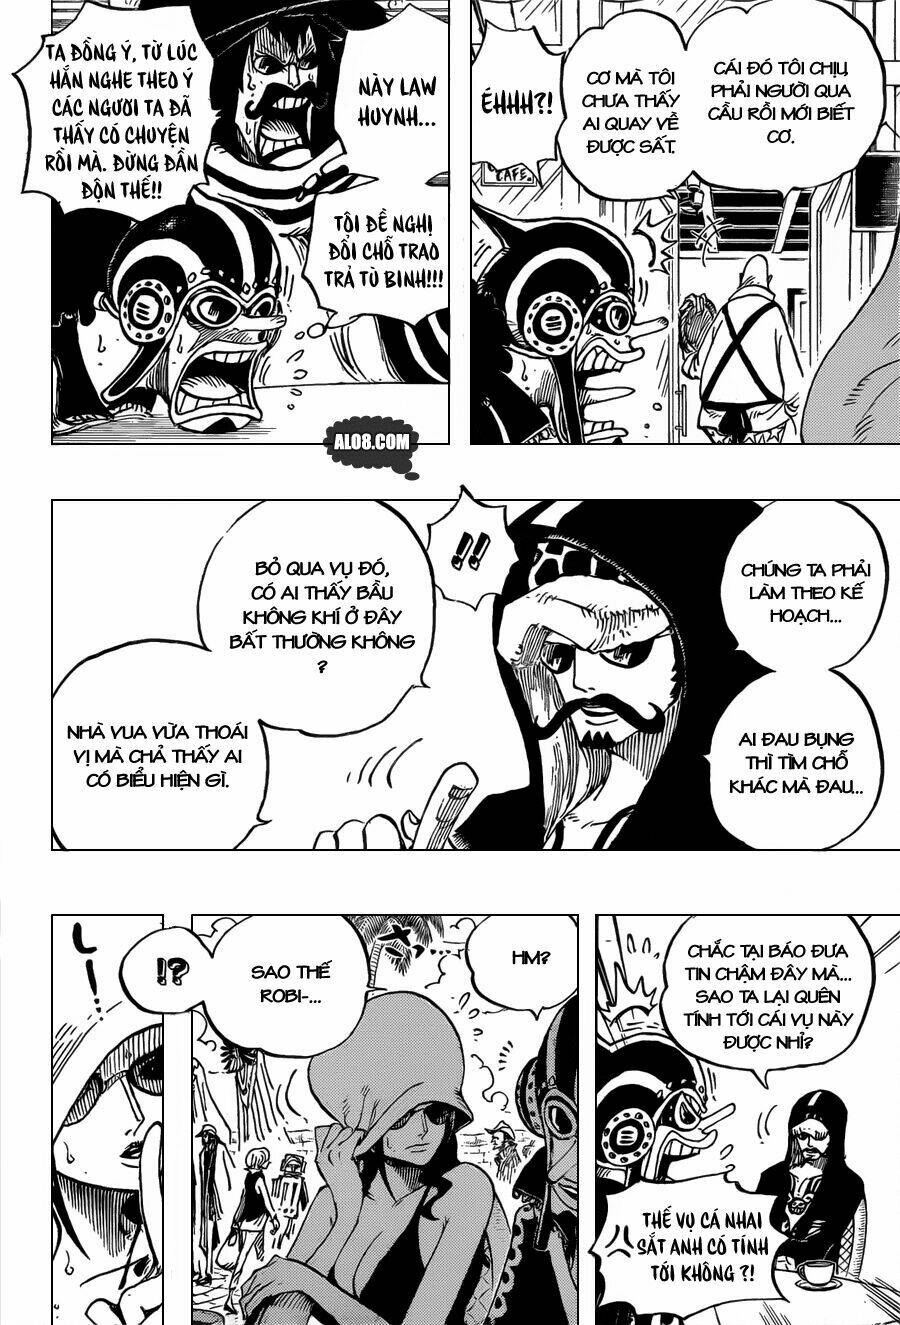 CÁI ĐÓ TÔI CHỊU,
PHẢI NGƯỜI QUA
CẦU RỒI MỚI BIẾT
CƠ.
CƠ MÀ TÔI
CHƯA THẤY
AI QUAY VỀ
ĐƯỢC SẤT.
ÉHHH?!
CAFE
NÀY LAW
HUYNH...
TA ĐỒNG Ý, TỪ LÚC
HẮN NGHE THEO Ý
CÁC NGƯƠI TA ĐÃ
THẤY CÓ CHUYỆN
RỒI MÀ. ĐỪNG ĐẦN
ĐỘN THẾ!!
TÔI ĐỀ NGHỊ
ĐỔI CHỖ TRAO
TRẢ TÙ BINH!!!
ALO8.COM
CHÚNG TA PHẢI
LÀM THEO KẾ
HOẠCH...
AI ĐAU BỤNG
THÌ TÌM CHỖ
KHÁC MÀ ĐAU...
!!
BỎ QUA VỤ ĐÓ,
CÓ AI THẤY BẦU
KHÔNG KHÍ Ở ĐÂY
BẤT THƯỜNG KHÔNG
?
NHÀ VUA VỪA THOÁI
VỊ MÀ CHẢ THẤY AI
CÓ BIỂU HIỆN GÌ.
CHẮC TẠI BÁO ĐƯA
TIN CHẬM ĐÂY MÀ...
SAO TA LẠI QUÊN
TÍNH TỚI CÁI VỤ NÀY
ĐƯỢC NHỈ?
THẾ VỤ CÁ NHAI
SẮT ANH CÓ TÍNH
TỚI KHÔNG ?!
HM?
SAO THẾ
ROBI-...
!?